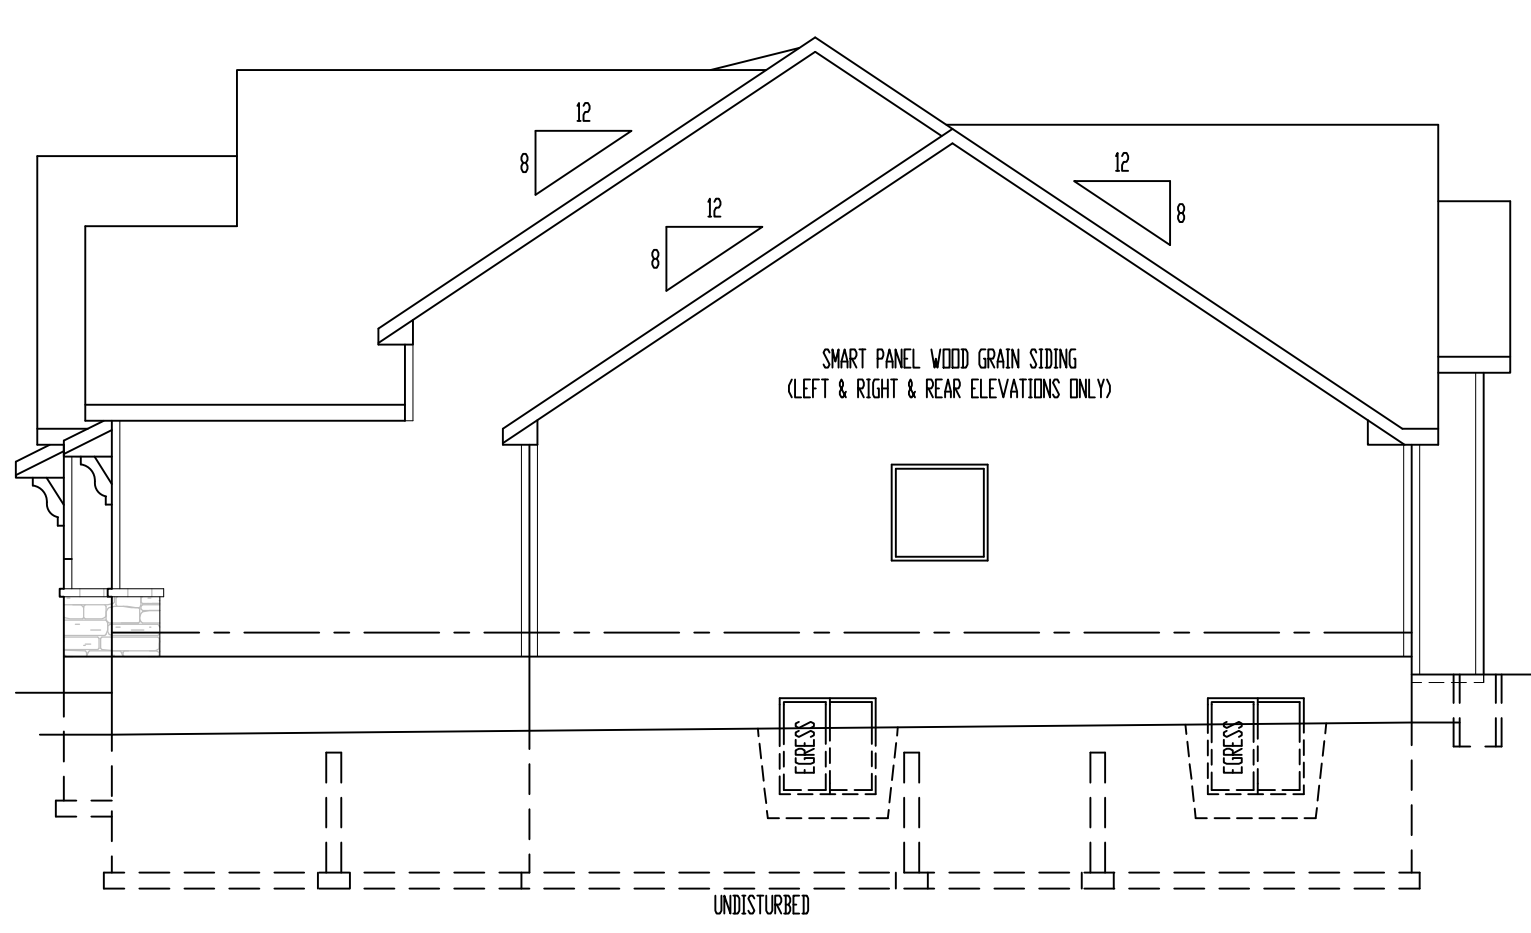 12
8
12
8
12
8
SMART PANEL WOOD GRAIN SIDING
(LEFT & RIGHT & REAR ELEVATIONS ONLY)
EGRESS
EGRESS
UNDISTURBED